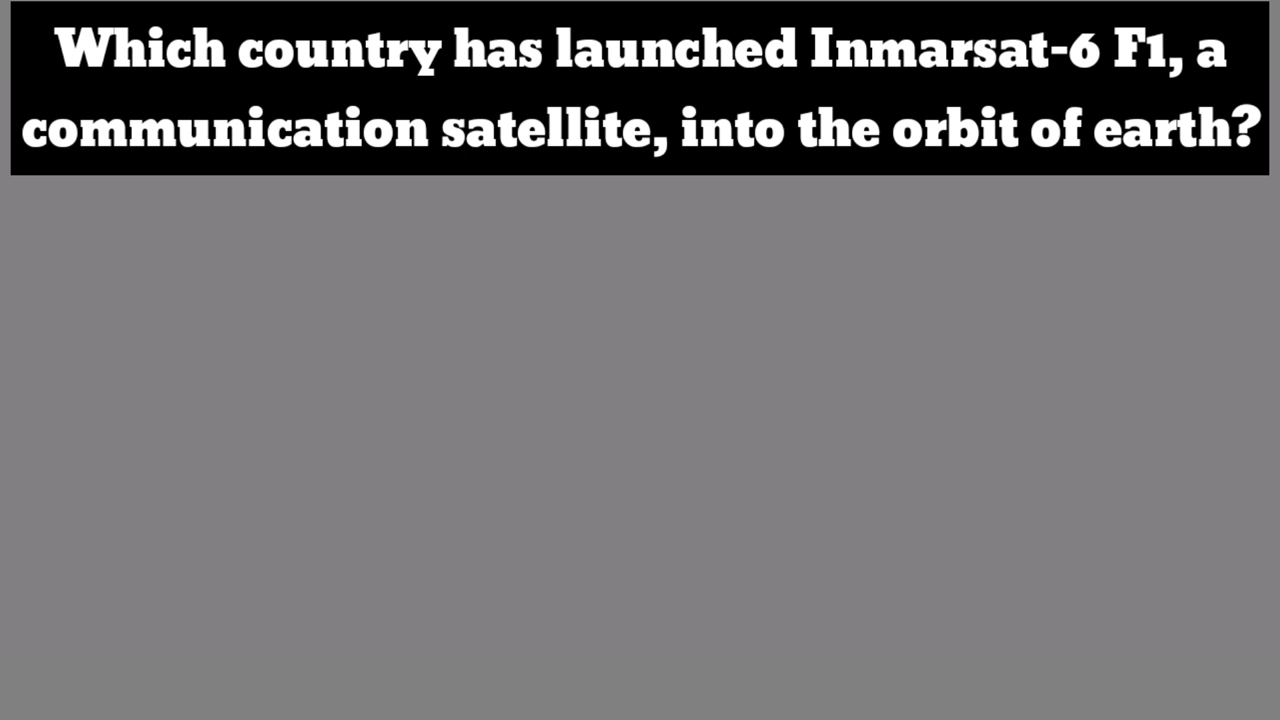 Which country has launched Inmarsat-6 F1, a
communication satellite, into the orbit of earth?